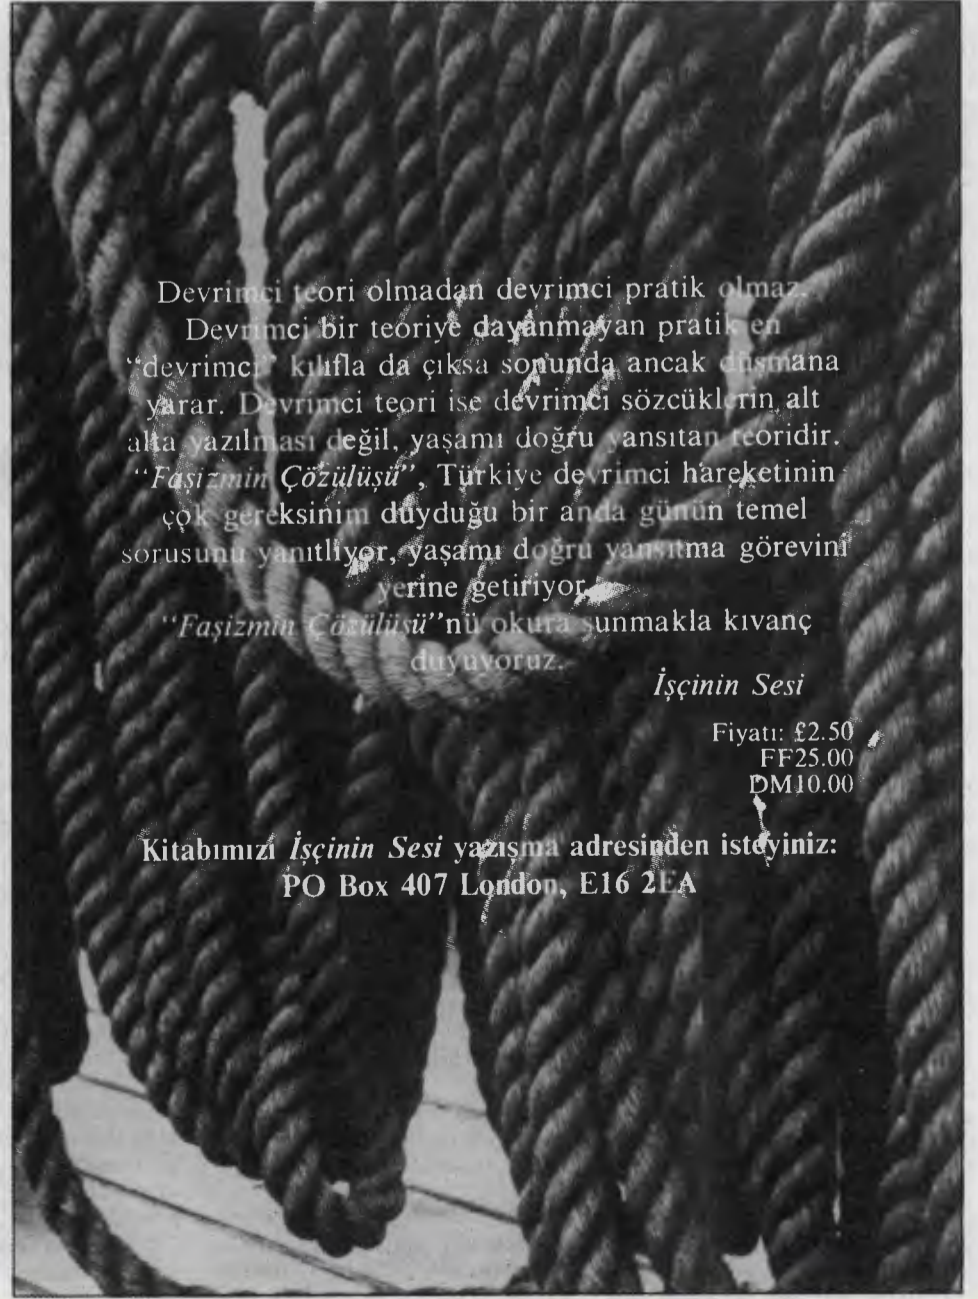 Devrimci teori olmadan devrimci pratik olmaz.
Devrimci bir teoriye dayanmayan pratik en
“devrimci” kılıfla da çıksa sonunda ancak düşmana
yarar. Devrimci teori ise devrimci sözcüklerin alt
alta yazılması değil, yaşamı doğru yansıtan teoridir.
“Faşizmin Çözülüşü”, Türkiye devrimci hareketinin
çok gereksinim duyduğu bir anda günün temel
sorusunu yanıtlıyor, yaşamı doğru yansıtma görevini
yerine getiriyor.
“Faşizmin Çözülüşü”nü okura sunmakla kıvanç
duyuyoruz.
İşçinin Sesi
Fiyatı: £2.50
FF25.00
DM10.00
Kitabımızı İşçinin Sesi yazışma adresinden isteyiniz:
PO Box 407 London, E16 2EA